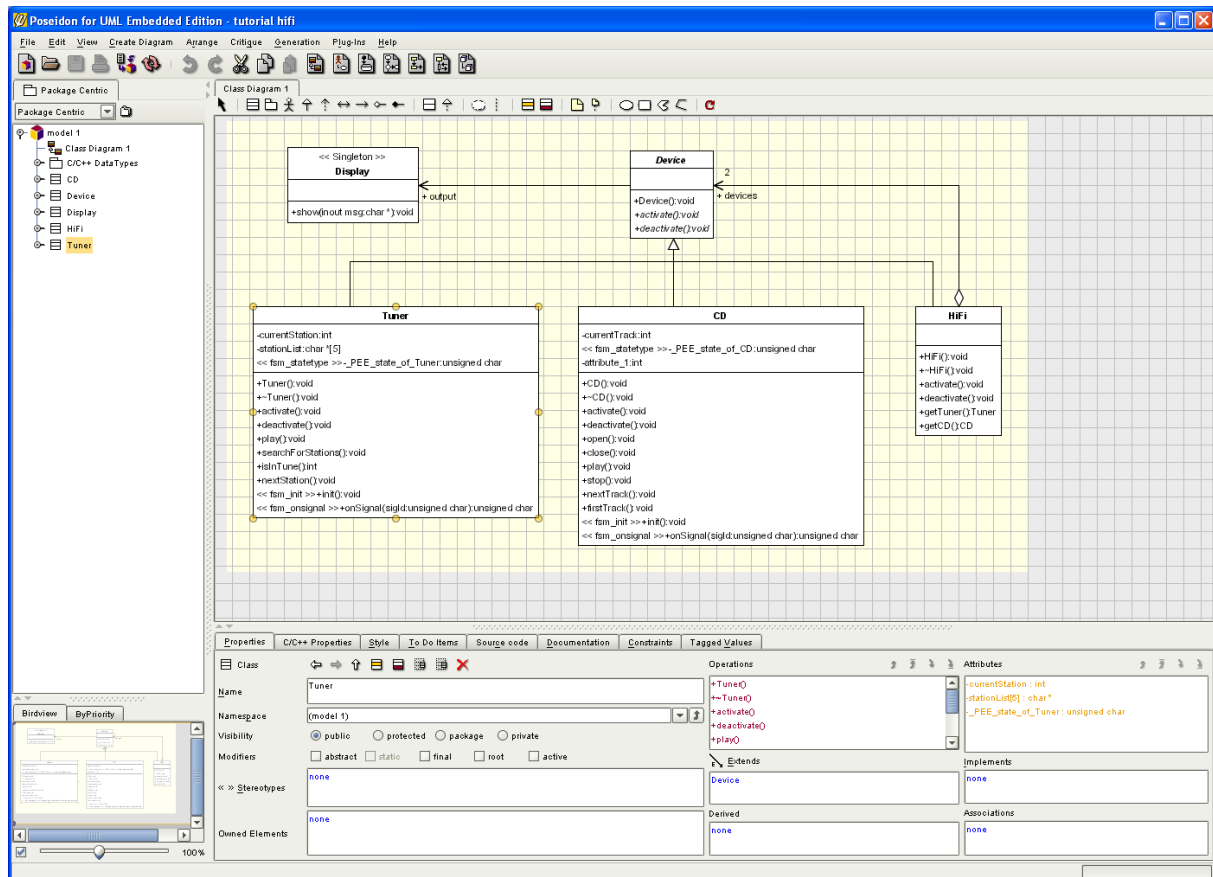 Poseidon for UML Embedded Edition - tutorial hifi
File Edit View Create Diagram Arrange Critique Generation Plug-Ins Help
Package Centric
Package Centric
model 1
Class Diagram 1
C/C++ DataTypes
CD
Device
Display
HiFi
Tuner
Class Diagram 1
<< Singleton >>
Display
+show(inout msg:char *):void
+ output
Device
+Device():void
+activate():void
+deactivate():void
2
+ devices
Tuner
-currentStation:int
-stationList:char *[5]
<< fsm_statetype >>-_PEE_state_of_Tuner:unsigned char
+Tuner():void
+~Tuner():void
+activate():void
+deactivate():void
+play():void
+searchForStations():void
+isInTune():int
+nextStation():void
<< fsm_init >>+init():void
<< fsm_onsignal >>+onSignal(sigId:unsigned char):unsigned char
CD
-currentTrack:int
<< fsm_statetype >>-_PEE_state_of_CD:unsigned char
-attribute_1:int
+CD():void
+~CD():void
+activate():void
+deactivate():void
+open():void
+close():void
+play():void
+stop():void
+nextTrack():void
+firstTrack():void
<< fsm_init >>+init():void
<< fsm_onsignal >>+onSignal(sigId:unsigned char):unsigned char
HiFi
+HiFi():void
+~HiFi():void
+activate():void
+deactivate():void
+getTuner():Tuner
+getCD():CD
Birdview ByPriority
100%
Properties C/C++ Properties Style To Do Items Source code Documentation Constraints Tagged Values
Class
Name Tuner
Namespace (model 1)
Visibility public protected package private
Modifiers abstract static final root active
« » Stereotypes none
Owned Elements none
Operations
+Tuner()
+~Tuner()
+activate()
+deactivate()
+play()
Attributes
-currentStation : int
-stationList[5] : char *
-_PEE_state_of_Tuner : unsigned char
Extends
Device
Implements
none
Derived
none
Associations
none